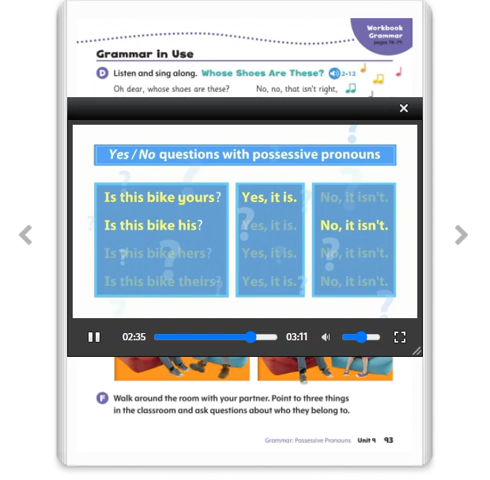 Workbook
Grammar
pages 78-79
Grammar in Use
D Listen and sing along. Whose Shoes Are These? 2-12
Oh dear, whose shoes are these? No, no, that isn't right,
Yes / No questions with possessive pronouns
Is this bike yours? Yes, it is. No, it isn't.
Is this bike his? Yes, it is. No, it isn't.
Is this bike hers? Yes, it is. No, it isn't.
Is this bike theirs? Yes, it is. No, it isn't.
02:35 03:11
F Walk around the room with your partner. Point to three things
in the classroom and ask questions about who they belong to.
Grammar: Possessive Pronouns Unit 9 93